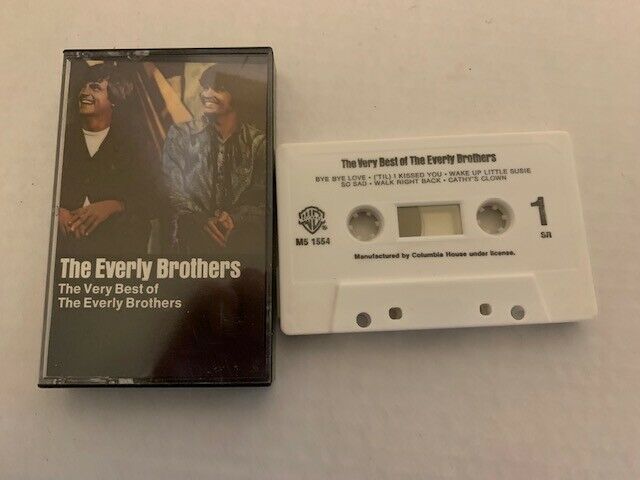 The Everly Brothers
The Very Best of
The Everly Brothers
The Very Best of The Everly Brothers
BYE BYE LOVE • ('TIL) I KISSED YOU • WAKE UP LITTLE SUSIE
SO SAD • WALK RIGHT BACK • CATHY'S CLOWN
M5 1554
1
SR
Manufactured by Columbia House under license.